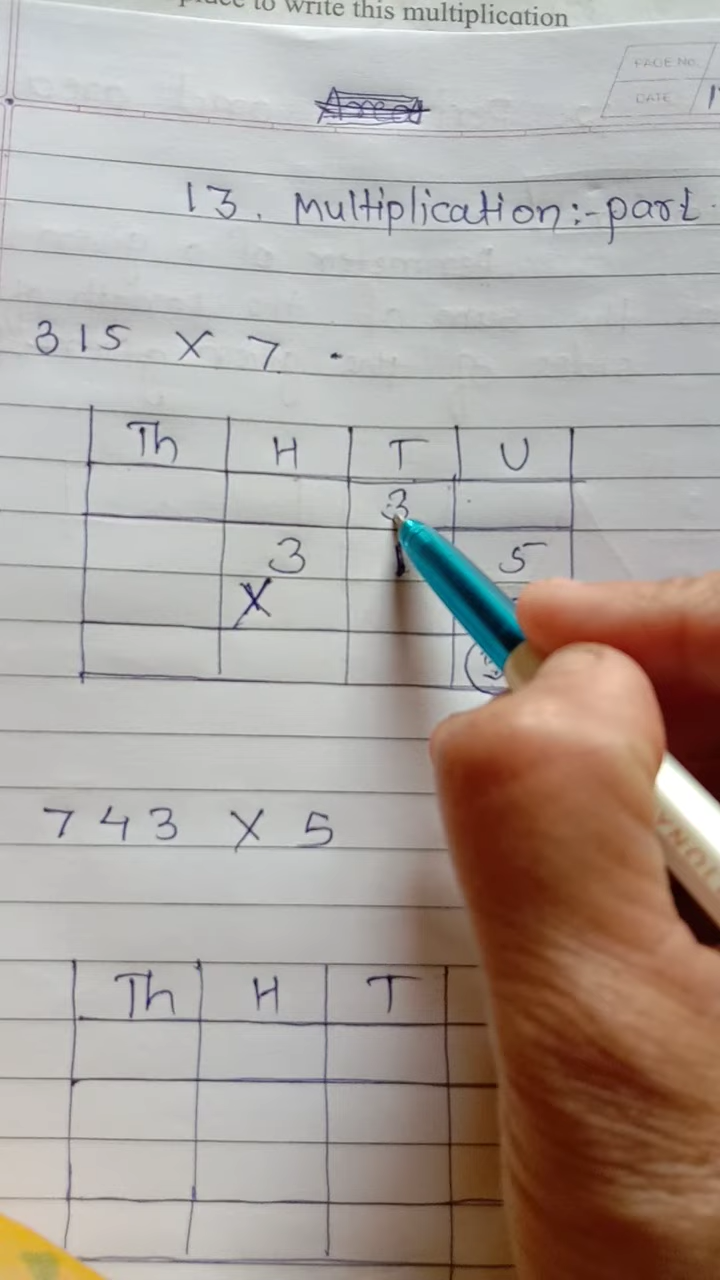 to write this multiplication
PAGE NO.
DATE
13. Multiplication:- part
315 X 7
Th H T U
3
3 1 5
X
743 X 5
Th H T